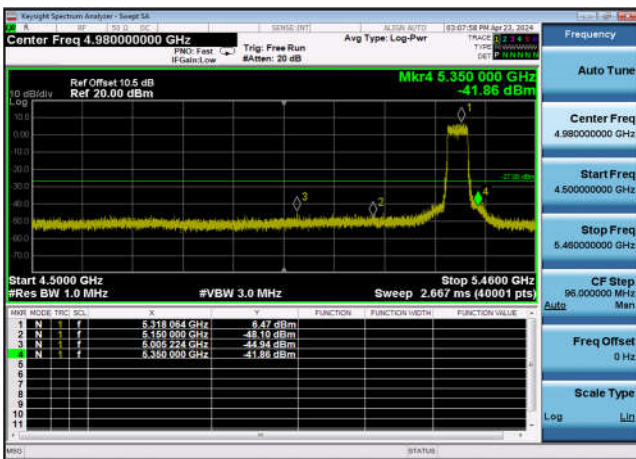 Keysight Spectrum Analyzer - Swept SA
RF 50 Ω DC SENSE:INT ALIGN AUTO 03:07:58 PM Apr 23, 2024
Center Freq 4.980000000 GHz
PNO: Fast
IFGain:Low
Trig: Free Run
#Atten: 20 dB
Avg Type: Log-Pwr
TRACE 1 2 3 4 5 6
TYPE
DET P N N N N N
Ref Offset 10.5 dB
Ref 20.00 dBm
10 dB/div
Log
Mkr4 5.350 000 GHz
-41.86 dBm
10.0
0.00
-10.0
-20.0
-30.0
-40.0
-50.0
-60.0
-70.0
1
2
3
4
-27.00 dBm
Start 4.5000 GHz
Stop 5.4600 GHz
#Res BW 1.0 MHz
#VBW 3.0 MHz
Sweep 2.667 ms (40001 pts)
MKR MODE TRC SCL X Y FUNCTION FUNCTION WIDTH FUNCTION VALUE
1 N 1 f 5.318 064 GHz 6.47 dBm
2 N 1 f 5.150 000 GHz -48.10 dBm
3 N 1 f 5.005 224 GHz -44.94 dBm
4 N 1 f 5.350 000 GHz -41.86 dBm
5
6
7
8
9
10
11
MSG
STATUS
Frequency
Auto Tune
Center Freq
4.980000000 GHz
Start Freq
4.500000000 GHz
Stop Freq
5.460000000 GHz
CF Step
96.000000 MHz
Auto Man
Freq Offset
0 Hz
Scale Type
Log Lin